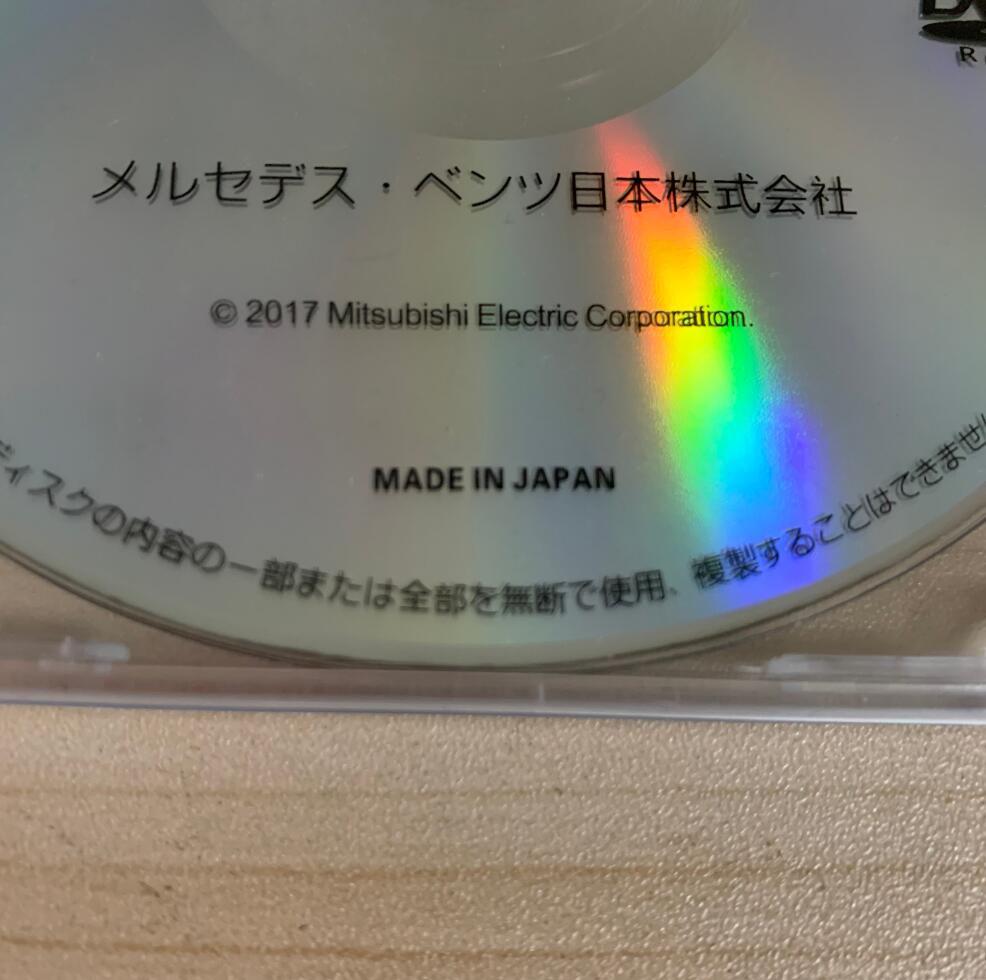 メルセデス・ベンツ日本株式会社
© 2017 Mitsubishi Electric Corporation.
MADE IN JAPAN
ディスクの内容の一部または全部を無断で使用、複製することはできませ